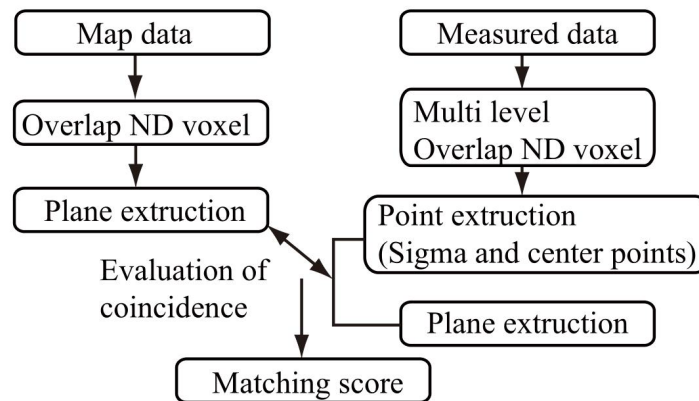 Map data
Overlap ND voxel
Plane extruction
Measured data
Multi level
Overlap ND voxel
Point extruction
(Sigma and center points)
Plane extruction
Evaluation of
coincidence
Matching score